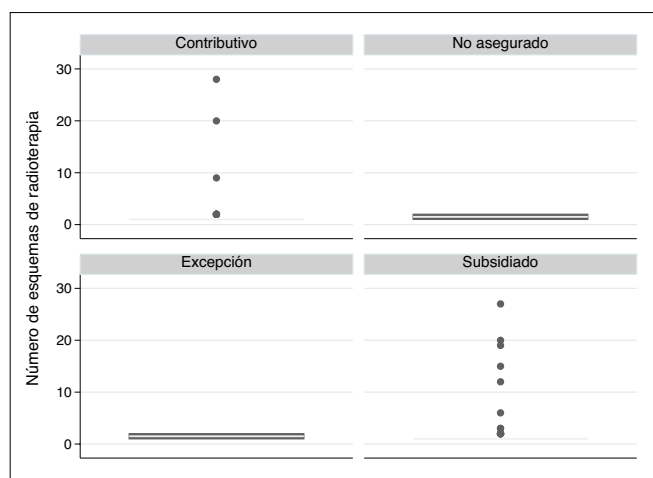 Contributivo
No asegurado
30
20
10
0
Excepción
Subsidiado
30
20
10
0
Número de esquemas de radioterapia